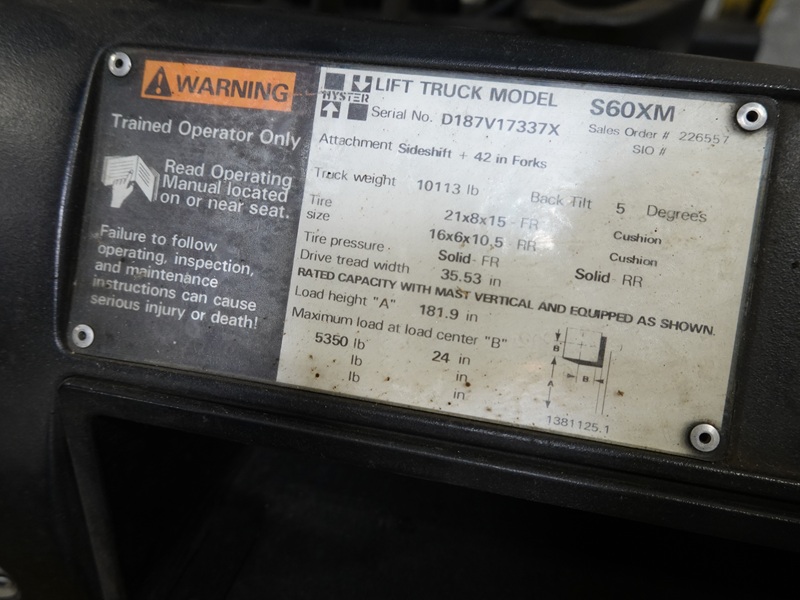 WARNING
Trained Operator Only
Read Operating
Manual located
on or near seat.
Failure to follow
operating, inspection,
and maintenance
instructions can cause
serious injury or death!
HYSTER
LIFT TRUCK MODEL S60XM
Serial No. D187V17337X Sales Order # 226557
SIO #
Attachment Sideshift + 42 in Forks
Truck weight 10113 lb Back Tilt 5 Degrees
Tire size 21x8x15 - FR Cushion
16x6x10,5 RR Cushion
Tire pressure Solid - FR Solid RR
Drive tread width 35.53 in
RATED CAPACITY WITH MAST VERTICAL AND EQUIPPED AS SHOWN.
Load height "A" 181.9 in
Maximum load at load center "B"
5350 lb 24 in
lb in
lb in
B
A
B
1381125.1